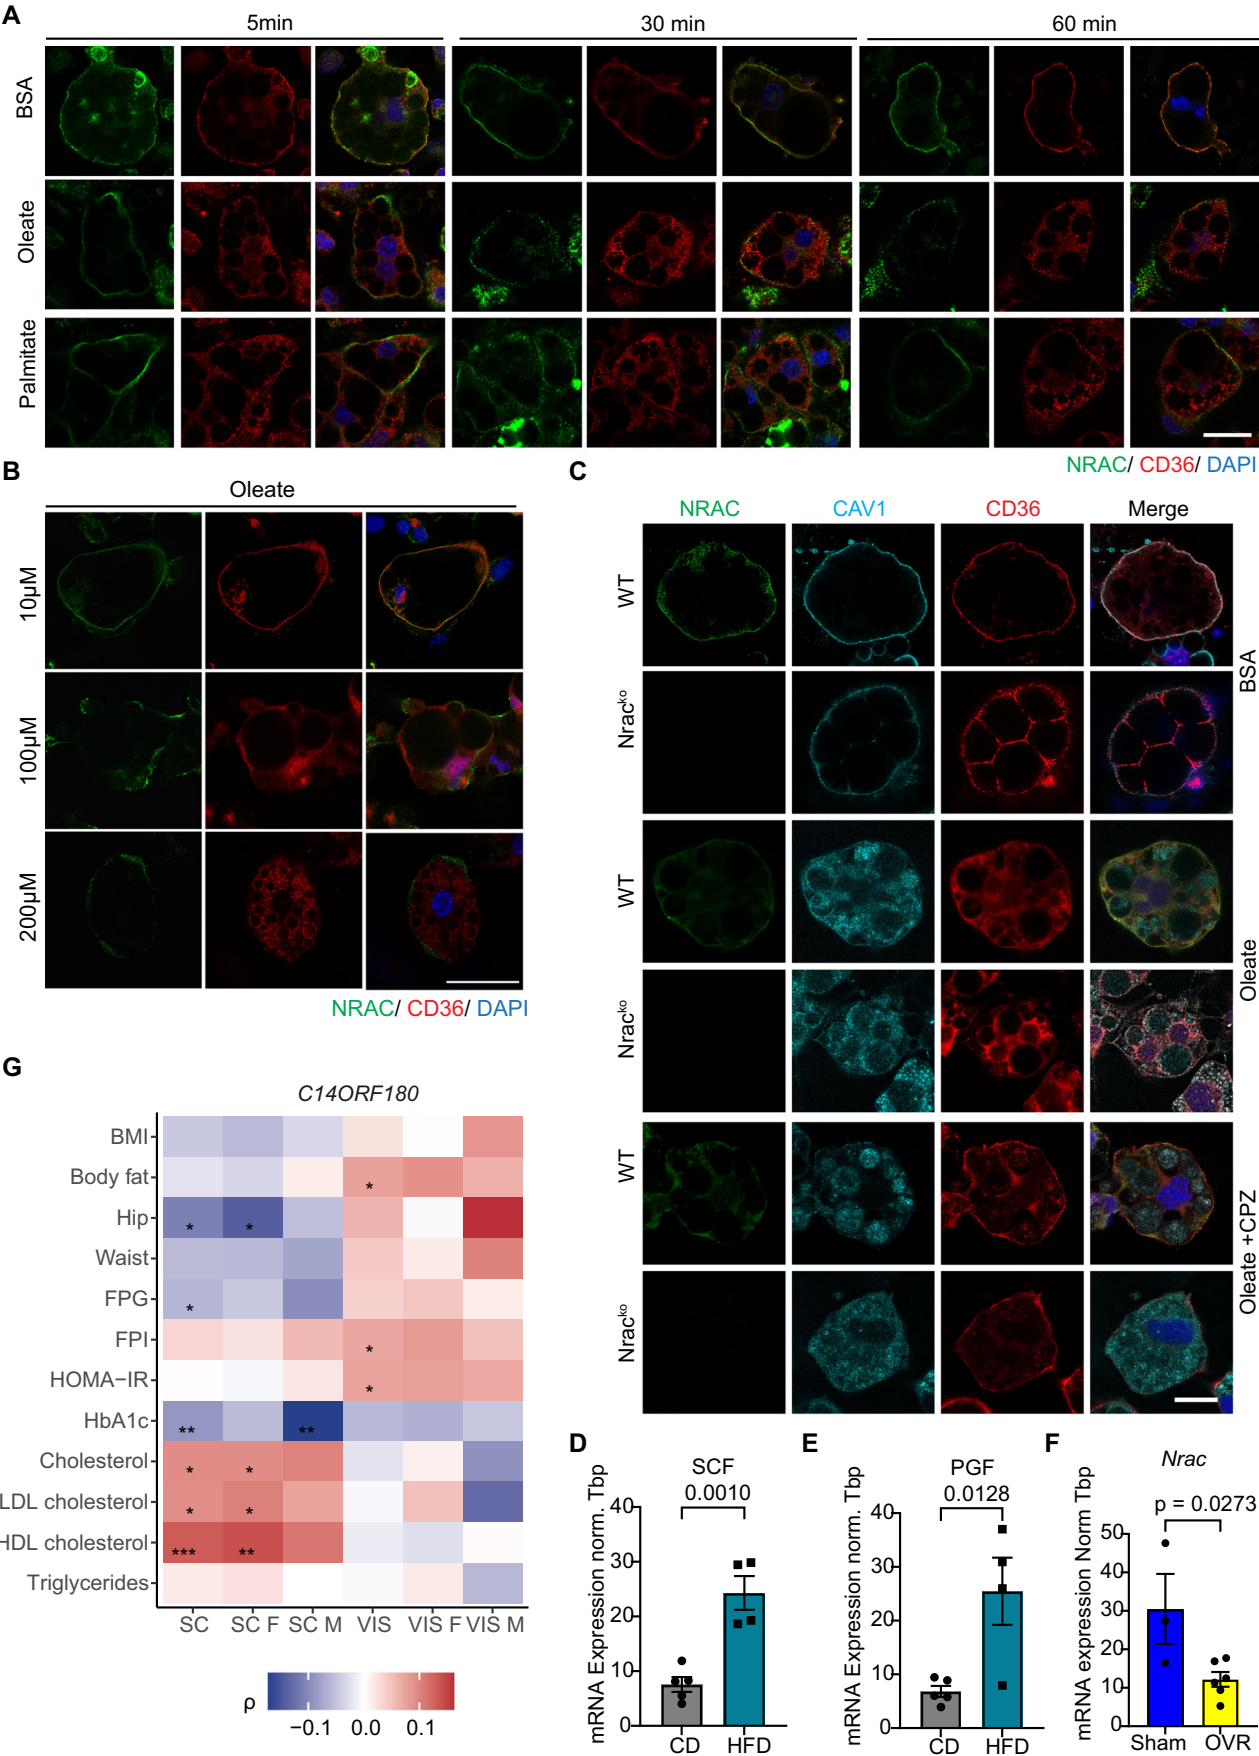 A
5min
30 min
60 min
BSA
Oleate
Palmitate
NRAC/ CD36/ DAPI
B
Oleate
10µM
100µM
200µM
NRAC/ CD36/ DAPI
C
NRAC
CAV1
CD36
Merge
WT
Nracko
BSA
WT
Nracko
Oleate
WT
Nracko
Oleate +CPZ
G
C14ORF180
BMI
Body fat
*
Hip
* *
Waist
FPG
*
FPI
*
HOMA−IR
*
HbA1c
** **
Cholesterol
* *
LDL cholesterol
* *
HDL cholesterol
*** **
Triglycerides
SC
SC F
SC M
VIS
VIS F
VIS M
ρ
−0.1
0.0
0.1
D
SCF
0.0010
mRNA Expression norm. Tbp
40
30
20
10
0
CD
HFD
E
PGF
0.0128
mRNA Expression norm. Tbp
40
30
20
10
0
CD
HFD
F
Nrac
p = 0.0273
mRNA expression Norm Tbp
50
40
30
20
10
0
Sham
OVR